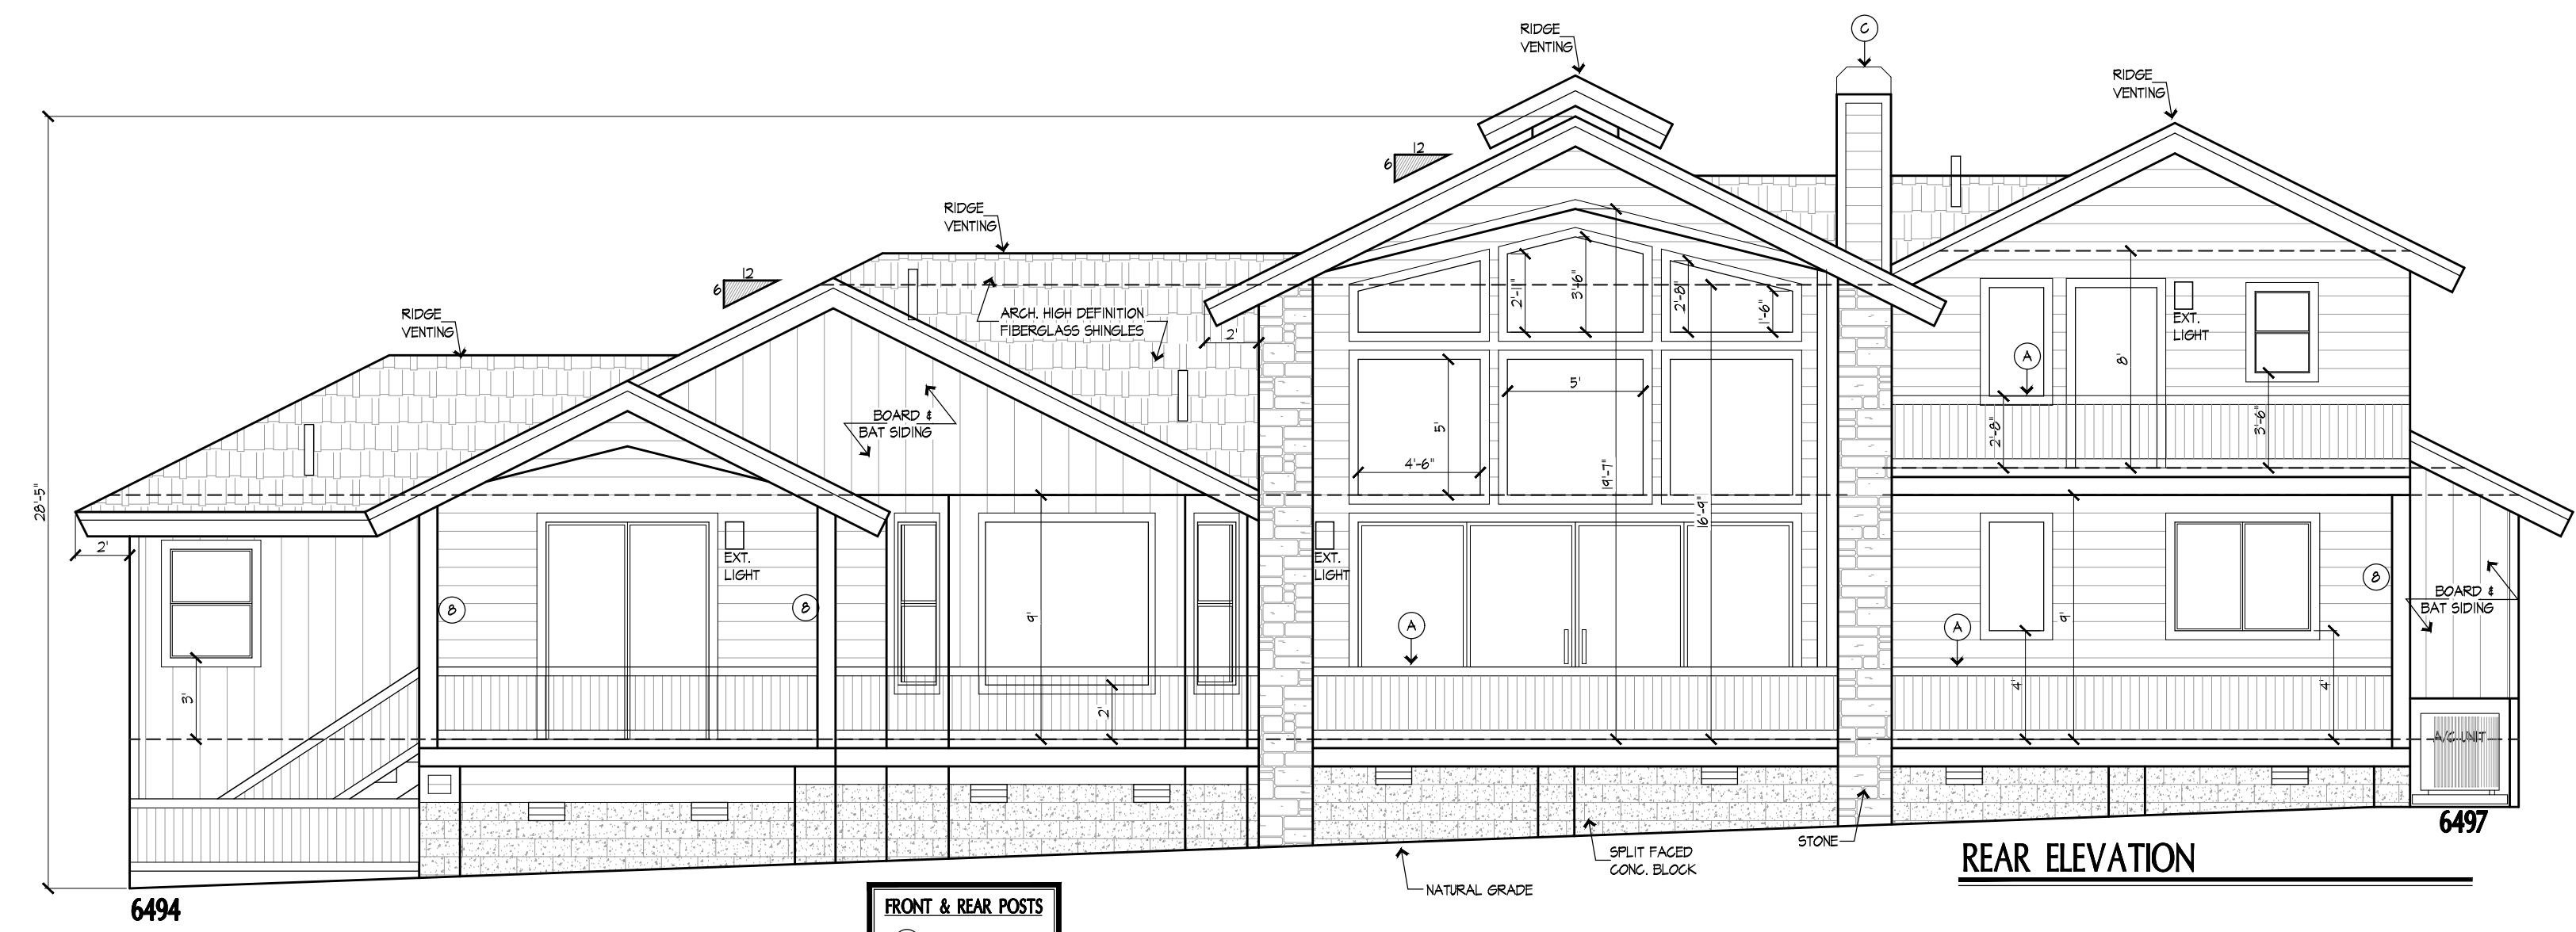 RIDGE
VENTING
C
RIDGE
VENTING
12
6
RIDGE
VENTING
12
6
RIDGE
VENTING
ARCH. HIGH DEFINITION
FIBERGLASS SHINGLES
2'
BOARD &
BAT SIDING
2'-11"
3'-6"
2'-8"
1'-6"
5'
5'
4'-6"
19'-7"
16'-9"
EXT.
LIGHT
A
8'
2'-8"
3'-6"
28'-5"
2'
EXT.
LIGHT
EXT.
LIGHT
8
8
9'
A
A
9'
8
BOARD &
BAT SIDING
3'
2'
4'
4'
A/C UNIT
6497
STONE
SPLIT FACED
CONC. BLOCK
NATURAL GRADE
REAR ELEVATION
6494
FRONT & REAR POSTS